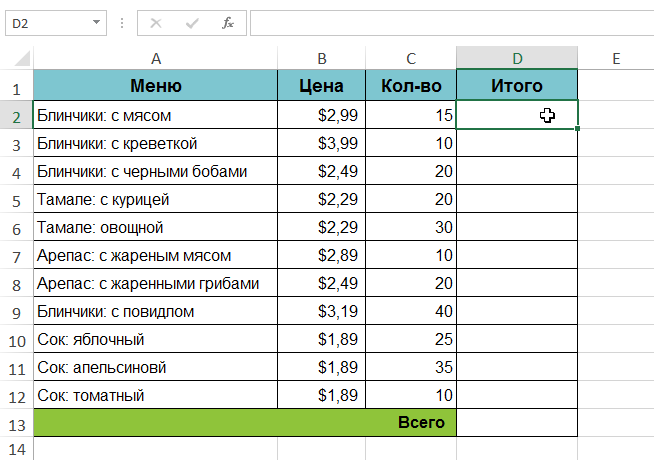 D2 fx
A B C D E
1 Меню Цена Кол-во Итого
2 Блинчики: с мясом $2,99 15
3 Блинчики: с креветкой $3,99 10
4 Блинчики: с черными бобами $2,49 20
5 Тамале: с курицей $2,29 20
6 Тамале: овощной $2,29 30
7 Арепас: с жареным мясом $2,89 10
8 Арепас: с жаренными грибами $2,49 20
9 Блинчики: с повидлом $3,19 40
10 Сок: яблочный $1,89 25
11 Сок: апельсиновй $1,89 35
12 Сок: томатный $1,89 10
13 Всего
14